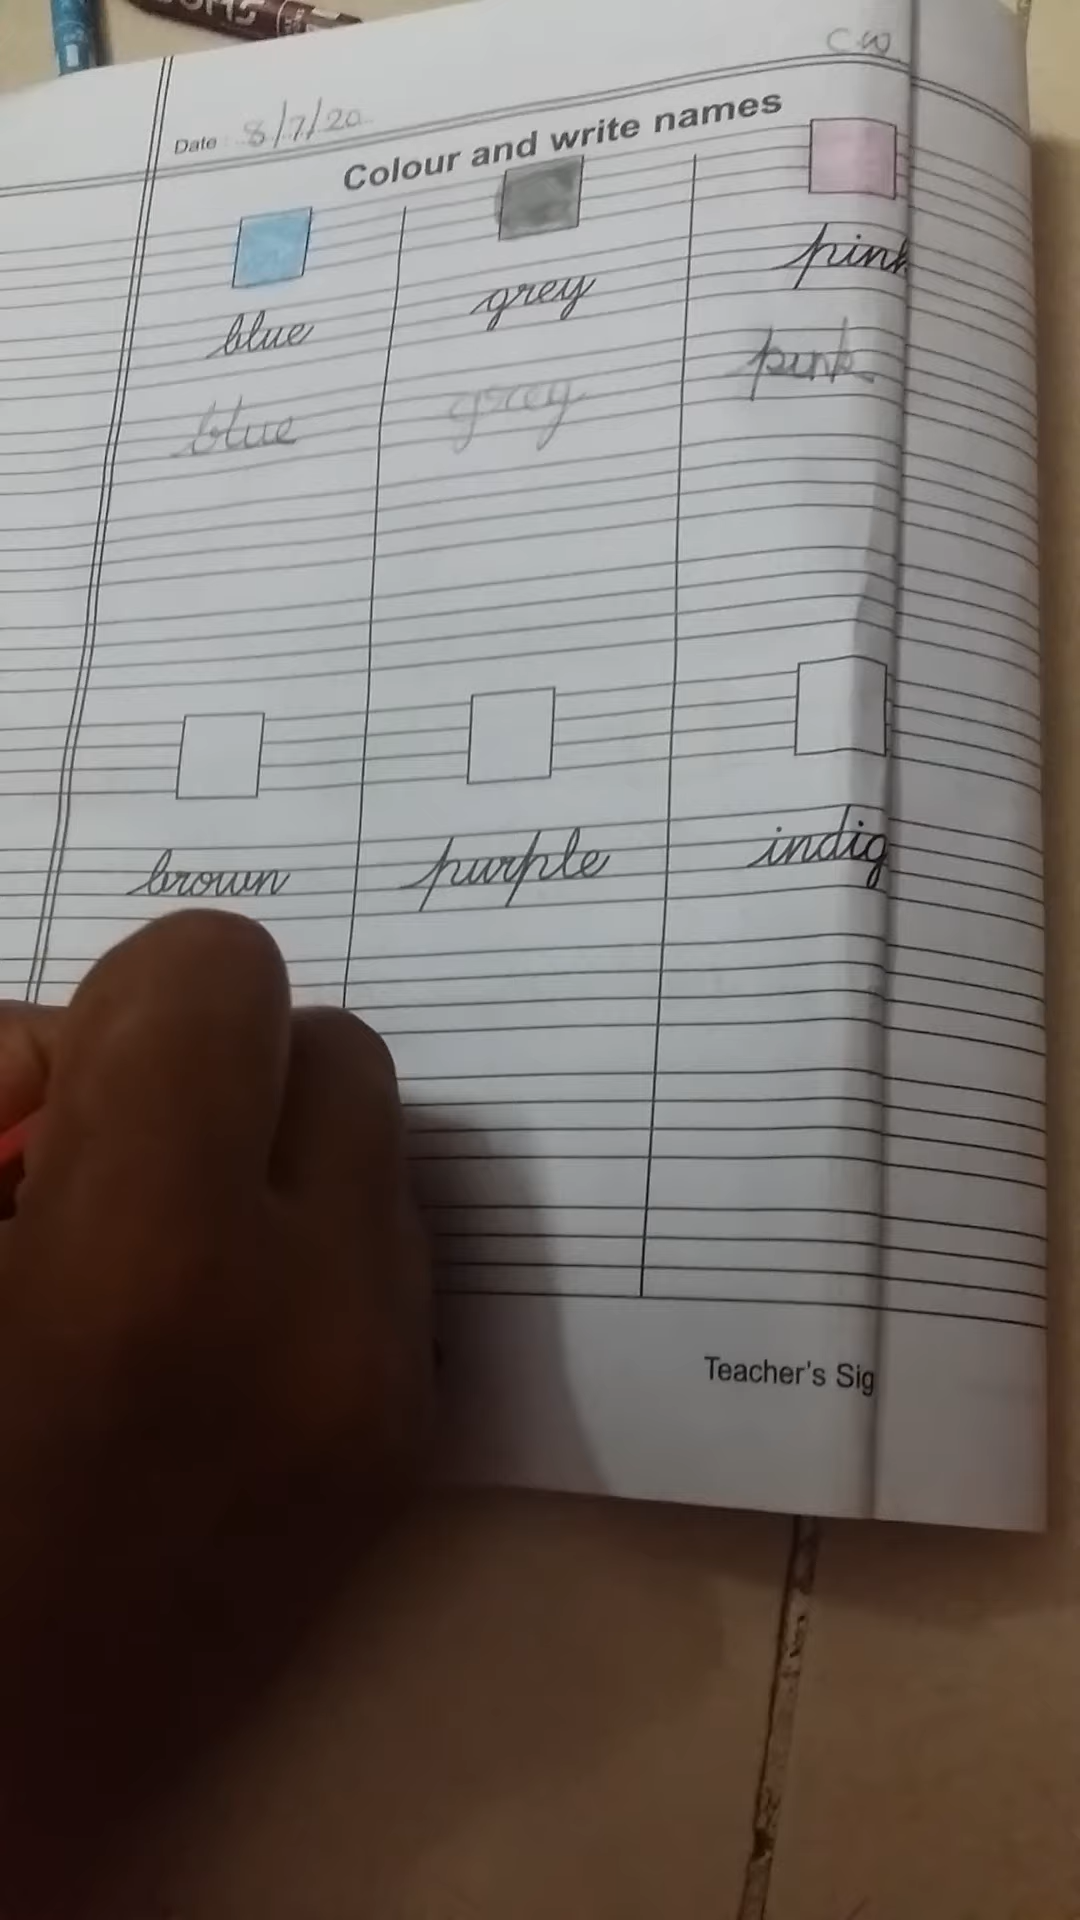 CW
Date 8/7/20
Colour and write names
blue grey pink
blue grey pink
brown purple indig
Teacher's Sig